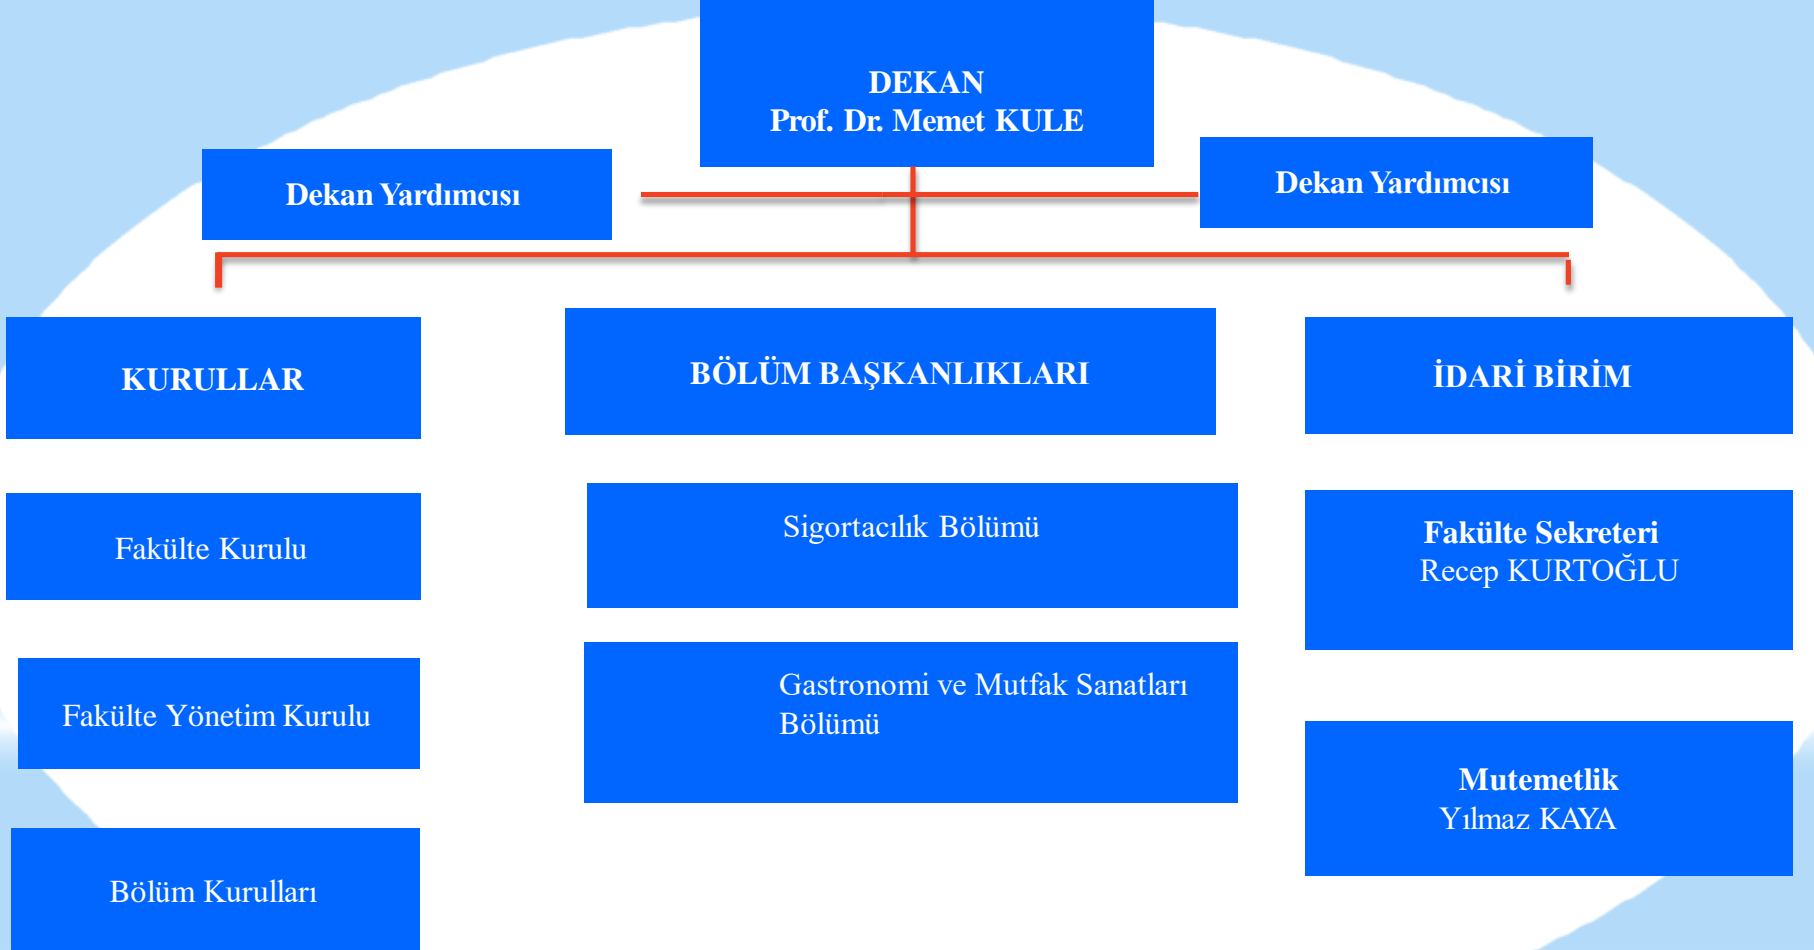 DEKAN
Prof. Dr. Memet KULE
Dekan Yardımcısı
Dekan Yardımcısı
KURULLAR
BÖLÜM BAŞKANLIKLARI
İDARİ BİRİM
Fakülte Kurulu
Sigortacılık Bölümü
Fakülte Sekreteri
Recep KURTOĞLU
Fakülte Yönetim Kurulu
Gastronomi ve Mutfak Sanatları
Bölümü
Mutemetlik
Yılmaz KAYA
Bölüm Kurulları